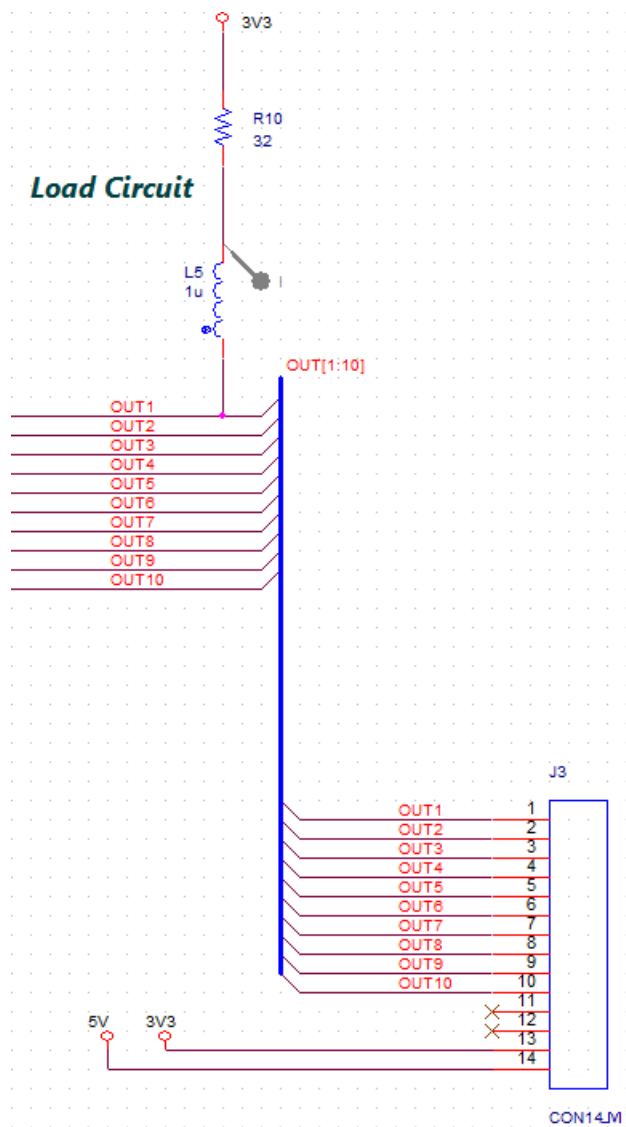 3V3
R10
32
Load Circuit
L5
1u
I
OUT[1:10]
OUT1
OUT2
OUT3
OUT4
OUT5
OUT6
OUT7
OUT8
OUT9
OUT10
J3
OUT1 1
OUT2 2
OUT3 3
OUT4 4
OUT5 5
OUT6 6
OUT7 7
OUT8 8
OUT9 9
OUT10 10
11
12
5V 3V3 13
14
CON14_M